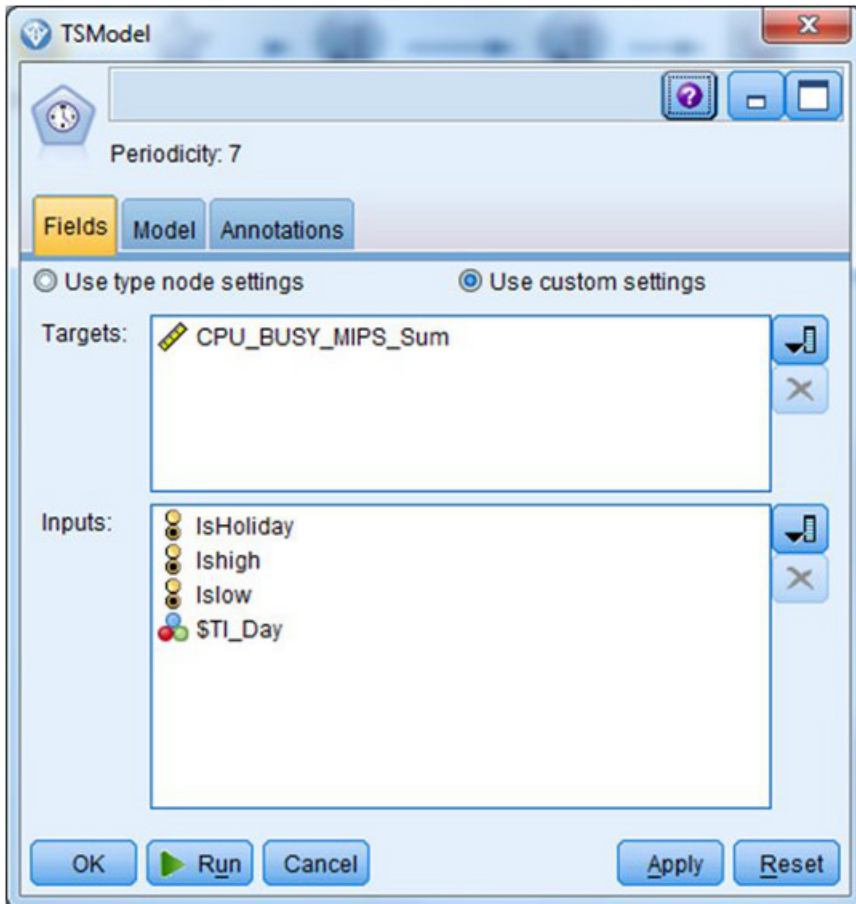 TSModel
?
Periodicity: 7
Fields Model Annotations
Use type node settings Use custom settings
Targets: CPU_BUSY_MIPS_Sum
Inputs: IsHoliday
Ishigh
Islow
$TI_Day
OK Run Cancel Apply Reset